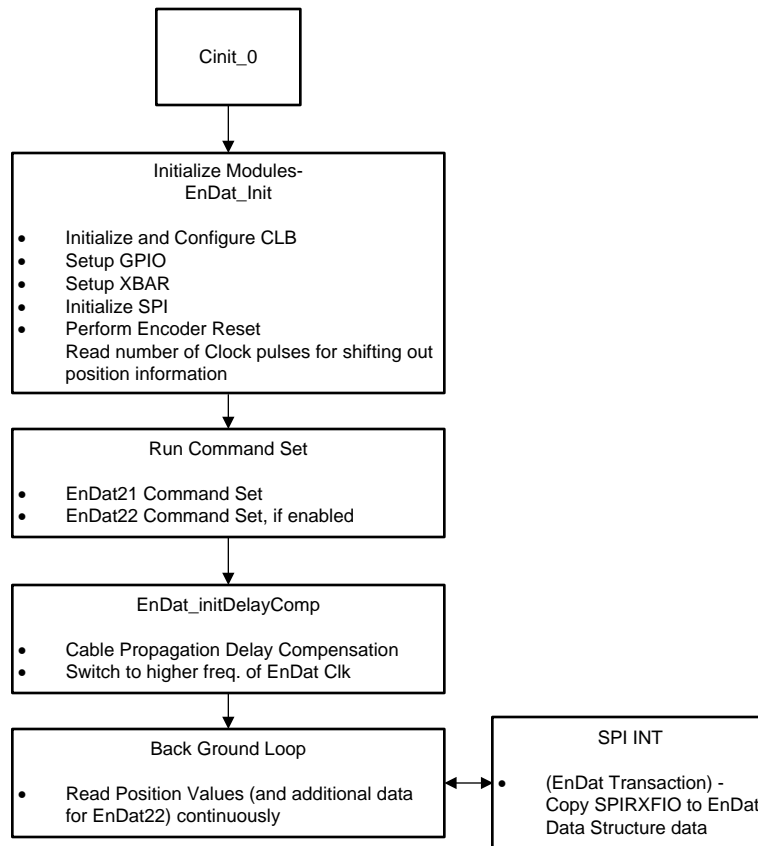 Cinit_0
Initialize Modules-
EnDat_Init
• Initialize and Configure CLB
• Setup GPIO
• Setup XBAR
• Initialize SPI
• Perform Encoder Reset
Read number of Clock pulses for shifting out
position information
Run Command Set
• EnDat21 Command Set
• EnDat22 Command Set, if enabled
EnDat_initDelayComp
• Cable Propagation Delay Compensation
• Switch to higher freq. of EnDat Clk
Back Ground Loop
• Read Position Values (and additional data
for EnDat22) continuously
SPI INT
• (EnDat Transaction) -
Copy SPIRXFIO to EnDat
Data Structure data